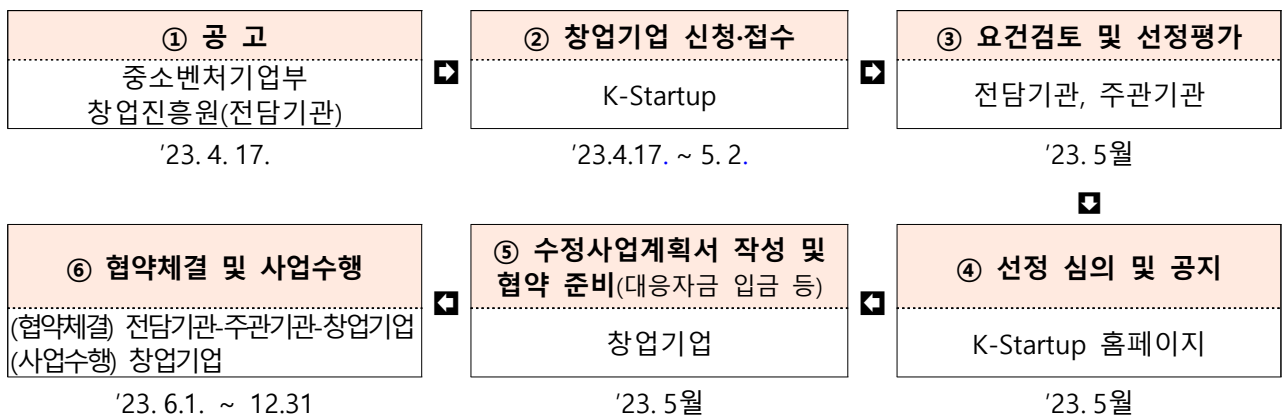 ① 공 고
중소벤처기업부
창업진흥원(전담기관)
'23. 4. 17.
② 창업기업 신청·접수
K-Startup
'23.4.17. ~ 5. 2.
③ 요건검토 및 선정평가
전담기관, 주관기관
'23. 5월
④ 선정 심의 및 공지
K-Startup 홈페이지
'23. 5월
⑤ 수정사업계획서 작성 및
협약 준비(대응자금 입금 등)
창업기업
'23. 5월
⑥ 협약체결 및 사업수행
(협약체결) 전담기관-주관기관-창업기업
(사업수행) 창업기업
'23. 6.1. ~ 12.31